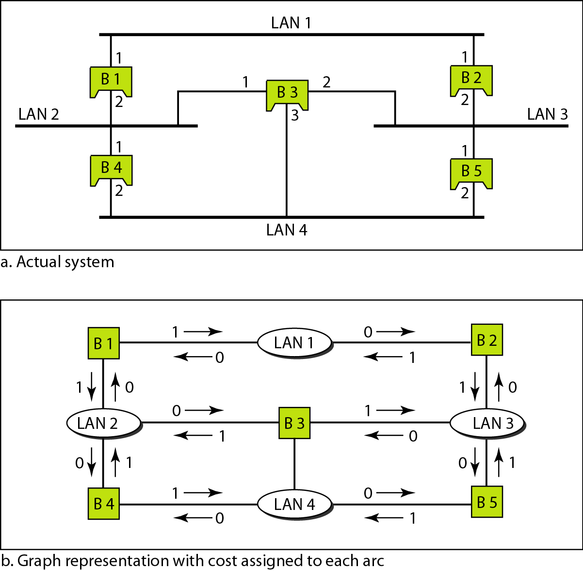 LAN 1
1 1
B 1 1 2 B 2
2 B 3 2
LAN 2 3 LAN 3
1 1
B 4 B 5
2 2
LAN 4
a. Actual system
1 0
B 1 LAN 1 B 2
0 1
1 0 1 0
0 1
LAN 2 B 3 LAN 3
1 0
0 1 0 1
1 0
B 4 LAN 4 B 5
0 1
b. Graph representation with cost assigned to each arc